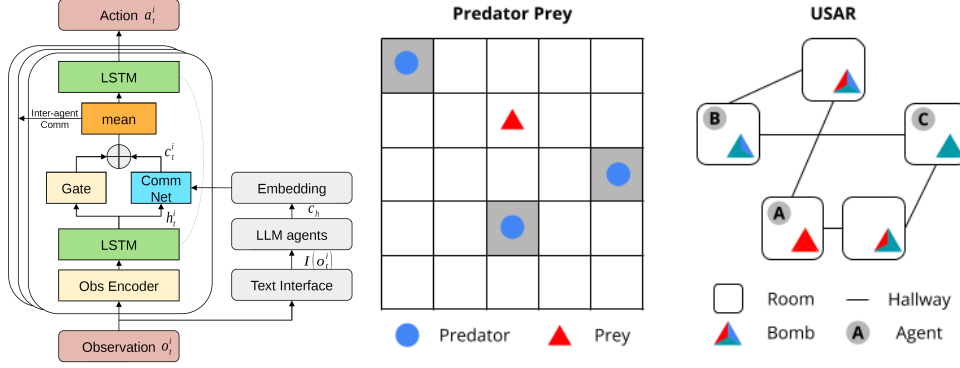 Action a_t^i
LSTM
Inter-agent
Comm
mean
c_t^i
Gate
Comm
Net
h_t^i
LSTM
Obs Encoder
Observation o_t^i
Embedding
c_h
LLM agents
I(o_t^i
Text Interface
Predator Prey
Predator
Prey
USAR
B
C
A
Room
Hallway
Bomb
A
Agent